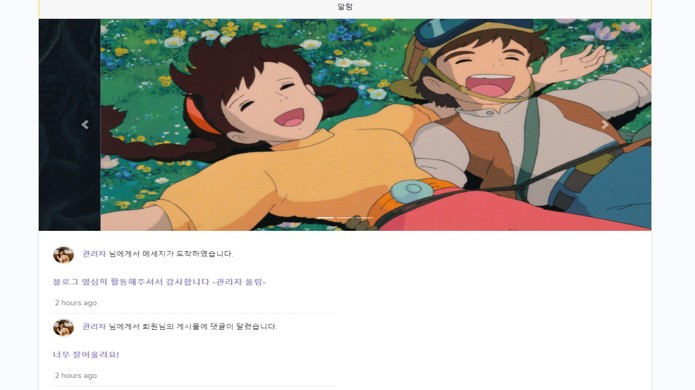 알람
관리자 님에게서 메세지가 도착하였습니다.
블로그 열심히 활동해주셔서 감사합니다 -관리자 올림-
2 hours ago
관리자 님에게서 회원님의 게시물에 댓글이 달렸습니다.
너무 잘어울려요!
2 hours ago